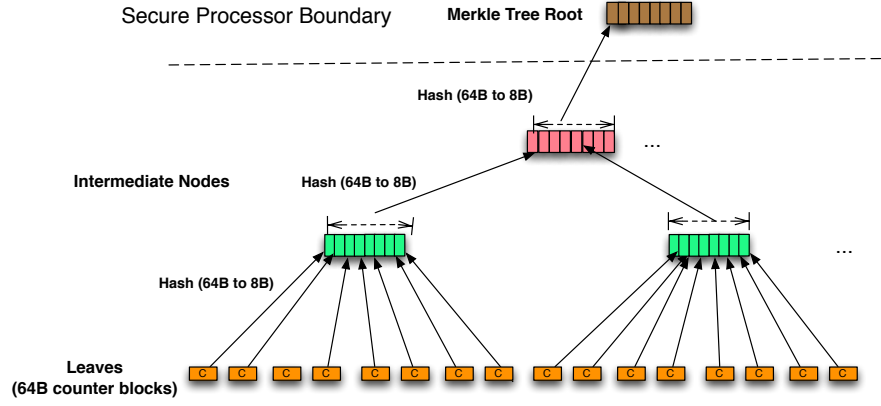 Secure Processor Boundary
Merkle Tree Root
Hash (64B to 8B)
...
Intermediate Nodes
Hash (64B to 8B)
...
Hash (64B to 8B)
Leaves
(64B counter blocks)
C C C C C C C C C C C C C C C C